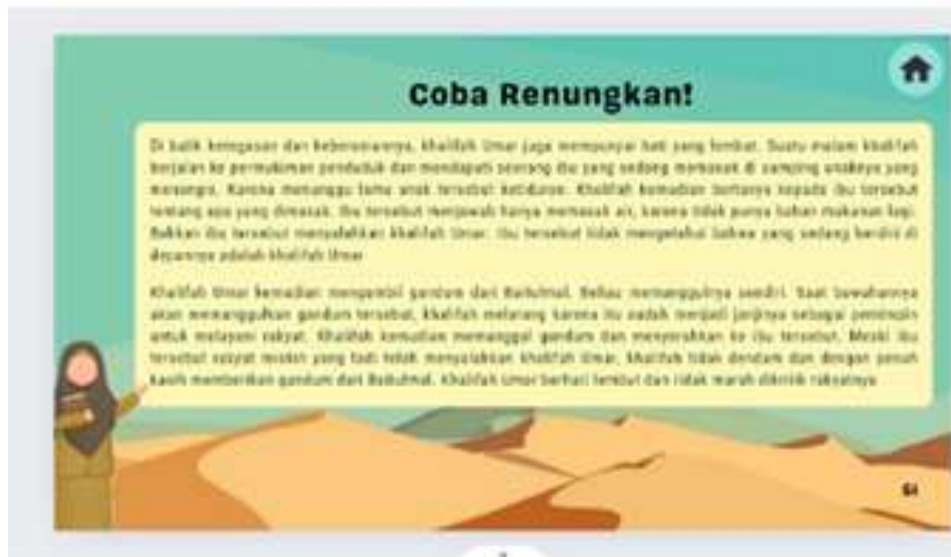 Coba Renungkan!
Di balik ketegasan dan keberaniannya, khalifah Umar juga mempunyai hati yang lembut. Suatu malam khalifah
berjalan ke permukiman penduduk dan mendapati seorang ibu yang sedang memasak di samping anaknya yang
menangis. Karena menunggu lama anak tersebut ketiduran. Khalifah kemudian bertanya kepada ibu tersebut
tentang apa yang dimasak. Ibu tersebut menjawab hanya memasak air, karena tidak punya bahan makanan lagi.
Bahkan ibu tersebut menyalahkan khalifah Umar. Ibu tersebut tidak mengetahui bahwa yang sedang berdiri di
depannya adalah khalifah Umar
Khalifah Umar kemudian mengambil gandum dari Baitulmal. Beliau memanggulnya sendiri. Saat bawahannya
akan memanggulkan gandum tersebut, khalifah melarang karena itu sudah menjadi janjinya sebagai pemimpin
untuk melayani rakyat. Khalifah kemudian memanggul gandum dan menyerahkan ke ibu tersebut. Meski ibu
tersebut rakyat miskin yang tadi telah menyalahkan khalifah Umar, khalifah tidak dendam dan dengan penuh
kasih memberikan gandum dari Baitulmal. Khalifah Umar berhati lembut dan tidak marah dikritik rakyatnya